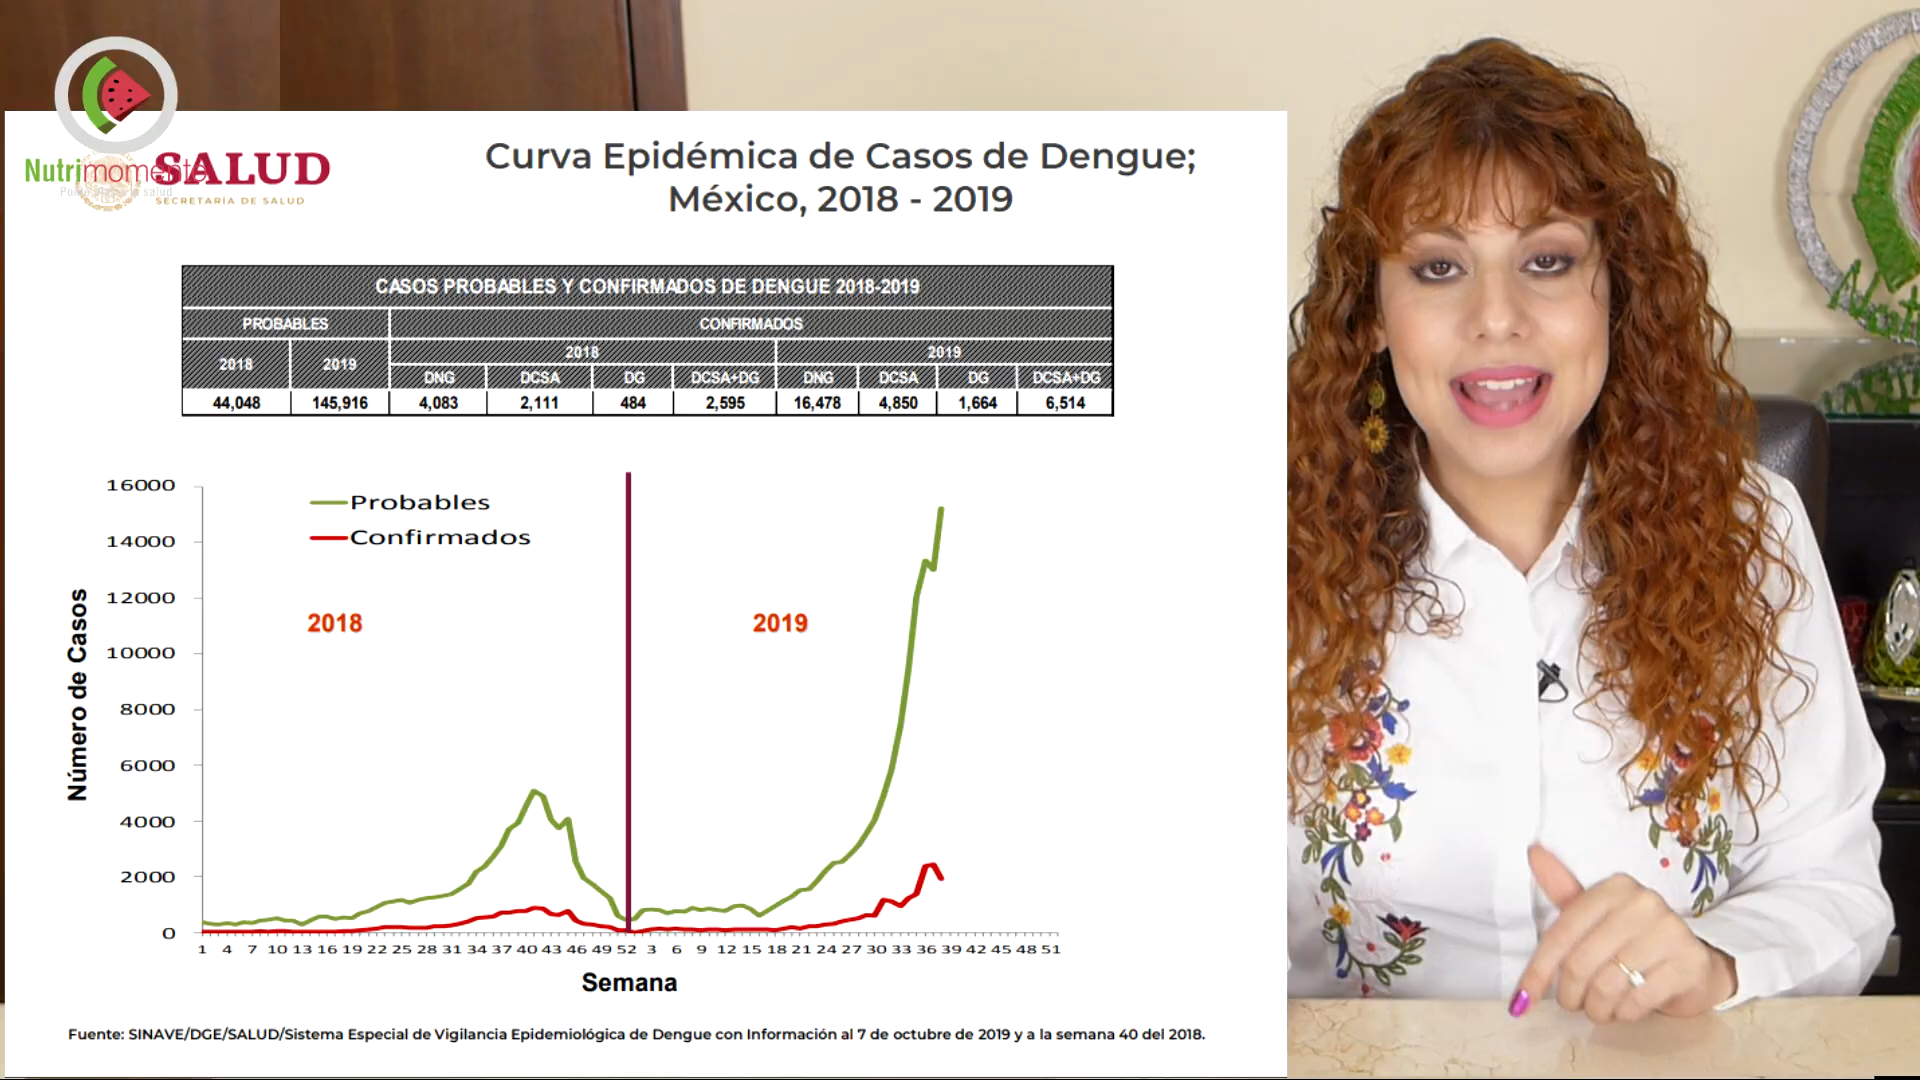 Nutrimomento
SALUD
SECRETARÍA DE SALUD
Curva Epidémica de Casos de Dengue;
México, 2018 - 2019
CASOS PROBABLES Y CONFIRMADOS DE DENGUE 2018-2019
PROBABLES CONFIRMADOS
2018 2019 2018 2019
DNG DCSA DG DCSA+DG DNG DCSA DG DCSA+DG
44,048 145,916 4,083 2,111 484 2,595 16,478 4,850 1,664 6,514
16000
14000
12000
10000
8000
6000
4000
2000
0
Número de Casos
Probables
Confirmados
2018
2019
1 4 7 10 13 16 19 22 25 28 31 34 37 40 43 46 49 52 3 6 9 12 15 18 21 24 27 30 33 36 39 42 45 48 51
Semana
Fuente: SINAVE/DGE/SALUD/Sistema Especial de Vigilancia Epidemiológica de Dengue con Información al 7 de octubre de 2019 y a la semana 40 del 2018.